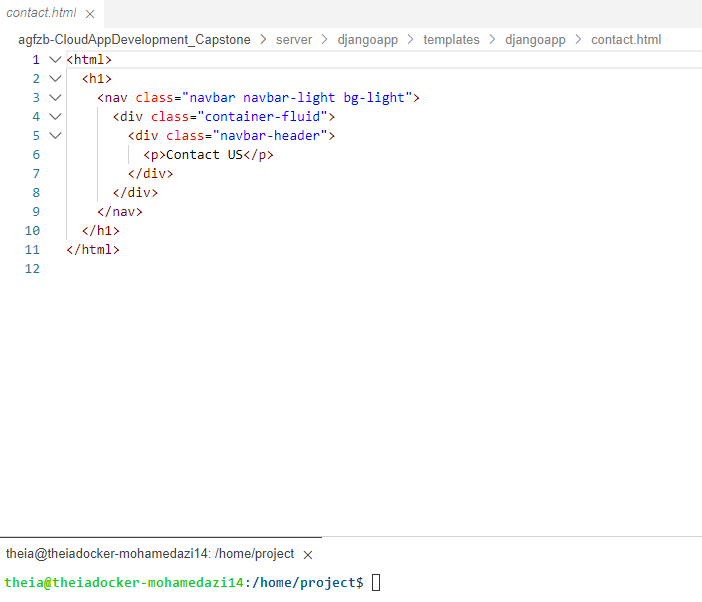 contact.html
agfzb-CloudAppDevelopment_Capstone > server > djangoapp > templates > djangoapp > contact.html
1 <html>
2 <h1>
3 <nav class="navbar navbar-light bg-light">
4 <div class="container-fluid">
5 <div class="navbar-header">
6 <p>Contact US</p>
7 </div>
8 </div>
9 </nav>
10 </h1>
11 </html>
12
theia@theiadocker-mohamedazi14: /home/project
theia@theiadocker-mohamedazi14:/home/project$